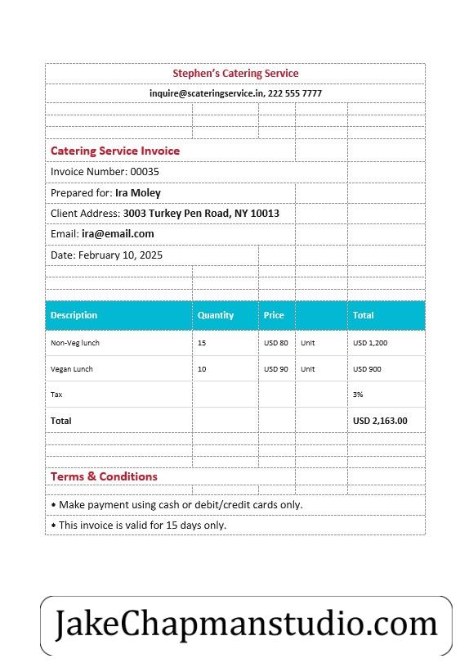 Stephen's Catering Service
inquire@scateringservice.in, 222 555 7777
Catering Service Invoice
Invoice Number: 00035
Prepared for: Ira Moley
Client Address: 3003 Turkey Pen Road, NY 10013
Email: ira@email.com
Date: February 10, 2025
Description Quantity Price Total
Non-Veg lunch 15 USD 80 Unit USD 1,200
Vegan Lunch 10 USD 90 Unit USD 900
Tax 3%
Total USD 2,163.00
Terms & Conditions
• Make payment using cash or debit/credit cards only.
• This invoice is valid for 15 days only.
JakeChapmanstudio.com